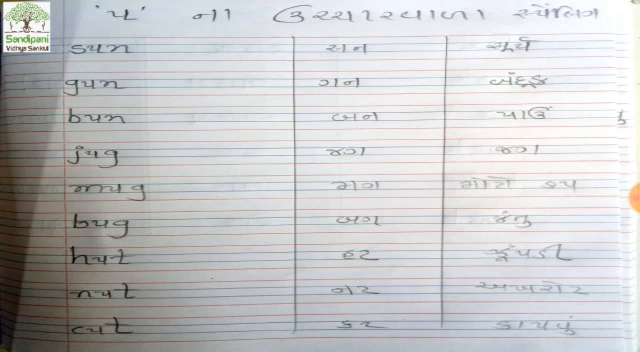 Sandipani
Vidhya Sankul
'u' ના ઉચ્ચારવાળા સ્પેલિંગ
sun સન સૂર્ય
gun ગન બંદૂક
bun બન પાઉં
jug જગ જગ
mug મગ મોટો કપ
bug બગ જંતુ
hut હટ ઝૂંપડી
nut નટ અખરોટ
cut કટ કાપવું